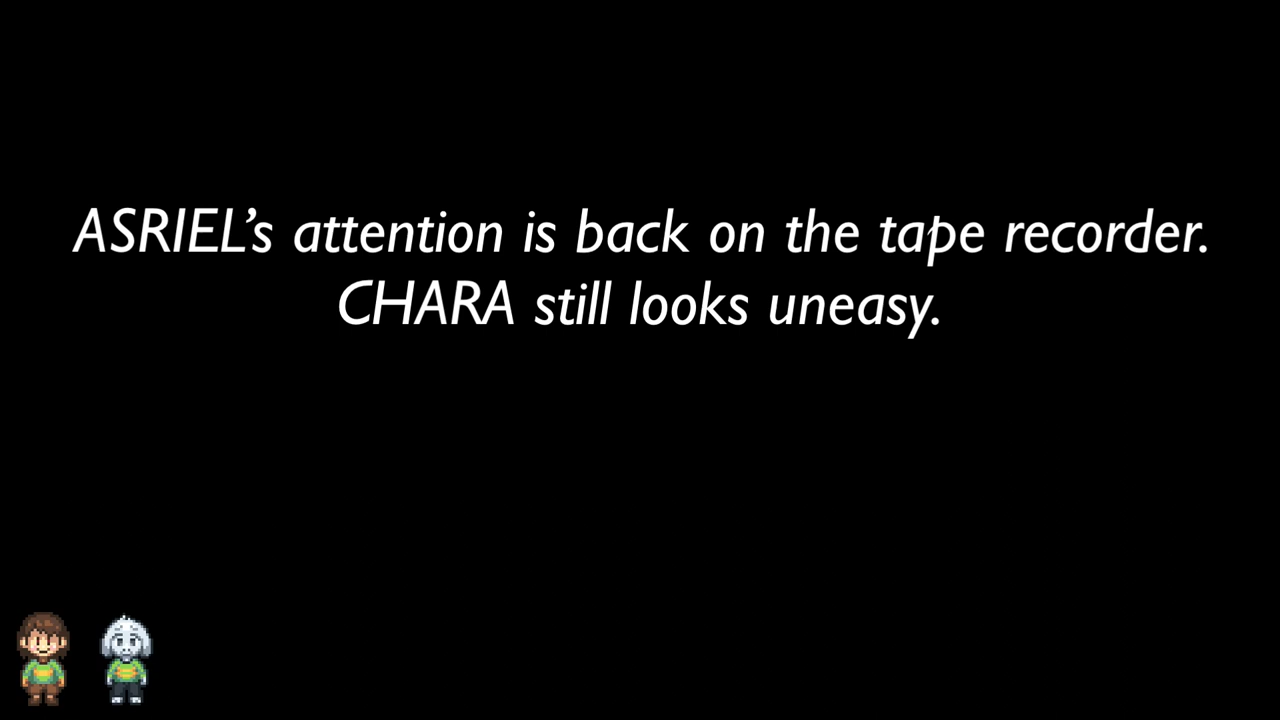 ASRIEL’s attention is back on the tape recorder.
CHARA still looks uneasy.